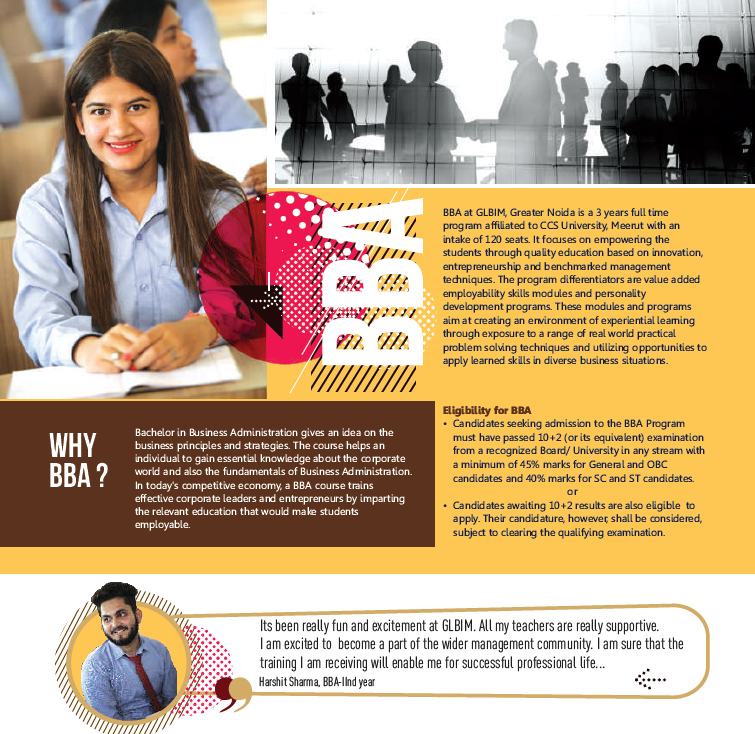 BBA
BBA at GLBIM, Greater Noida is a 3 years full time
program affiliated to CCS University, Meerut with an
intake of 120 seats. It focuses on empowering the
students through quality education based on innovation,
entrepreneurship and benchmarked management
techniques. The program differentiators are value added
employability skills modules and personality
development programs. These modules and programs
aim at creating an environment of experiential learning
through exposure to a range of real world practical
problem solving techniques and utilizing opportunities to
apply learned skills in diverse business situations.
Eligibility for BBA
• Candidates seeking admission to the BBA Program
must have passed 10+2 (or its equivalent) examination
from a recognized Board/ University in any stream with
a minimum of 45% marks for General and OBC
candidates and 40% marks for SC and ST candidates.
or
• Candidates awaiting 10+2 results are also eligible to
apply. Their candidature, however, shall be considered,
subject to clearing the qualifying examination.
WHY
BBA ?
Bachelor in Business Administration gives an idea on the
business principles and strategies. The course helps an
individual to gain essential knowledge about the corporate
world and also the fundamentals of Business Administration.
In today's competitive economy, a BBA course trains
effective corporate leaders and entrepreneurs by imparting
the relevant education that would make students
employable.
Its been really fun and excitement at GLBIM. All my teachers are really supportive.
I am excited to become a part of the wider management community. I am sure that the
training I am receiving will enable me for successful professional life...
Harshit Sharma, BBA-IInd year